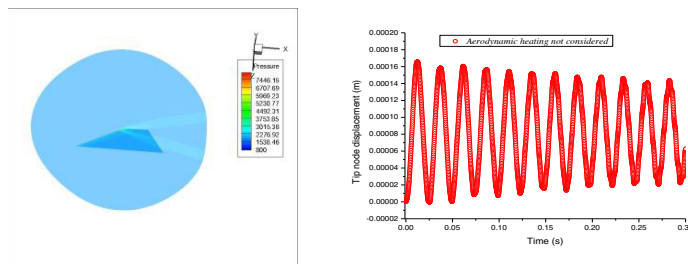 Y
X
Z
Pressure
7446.15
6707.69
5969.23
5230.77
4492.31
3753.85
3015.38
2276.92
1538.46
800
Aerodynamic heating not considered
Tip node displacement (m)
0.00020
0.00018
0.00016
0.00014
0.00012
0.00010
0.00008
0.00006
0.00004
0.00002
0.00000
-0.00002
0.00 0.05 0.10 0.15 0.20 0.25 0.3
Time (s)